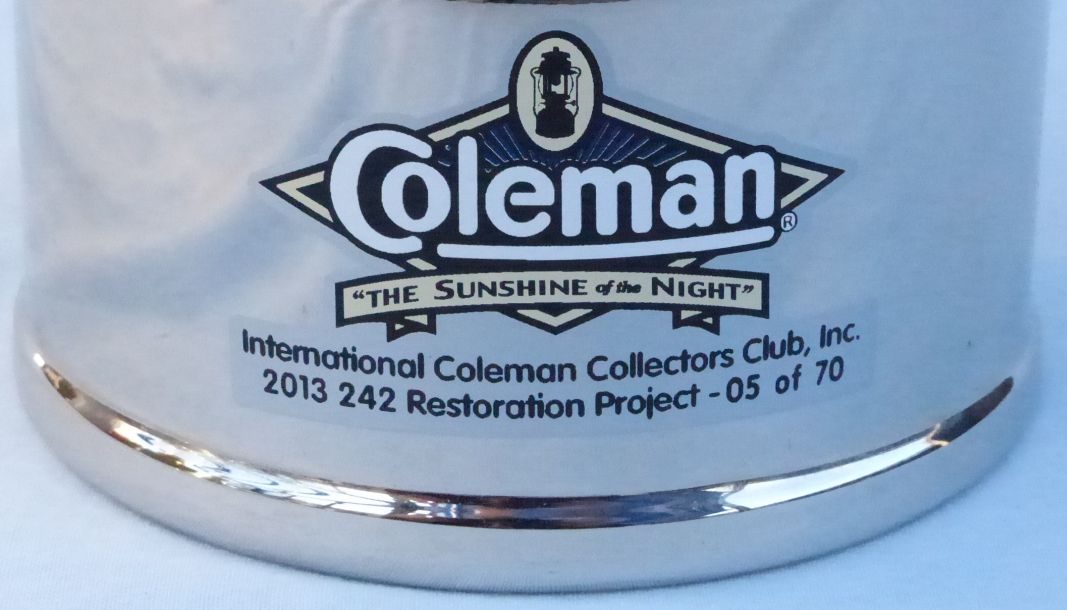 Coleman®
“THE SUNSHINE of the NIGHT”
International Coleman Collectors Club, Inc.
2013 242 Restoration Project - 05 of 70